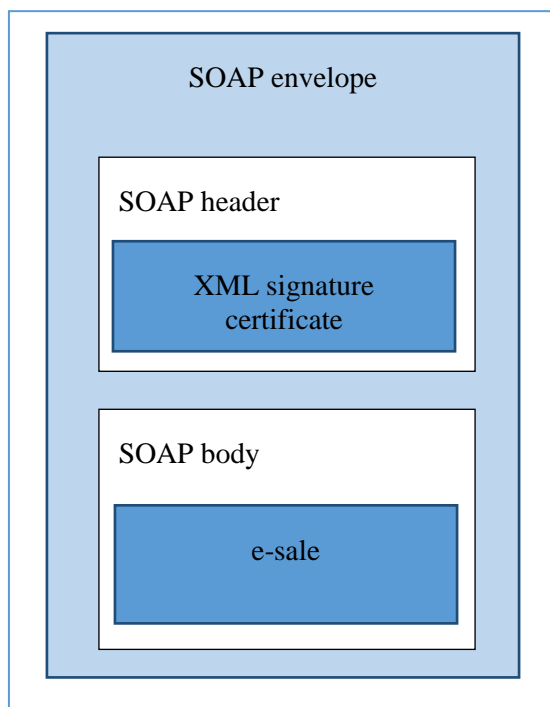 SOAP envelope
SOAP header
XML signature
certificate
SOAP body
e-sale